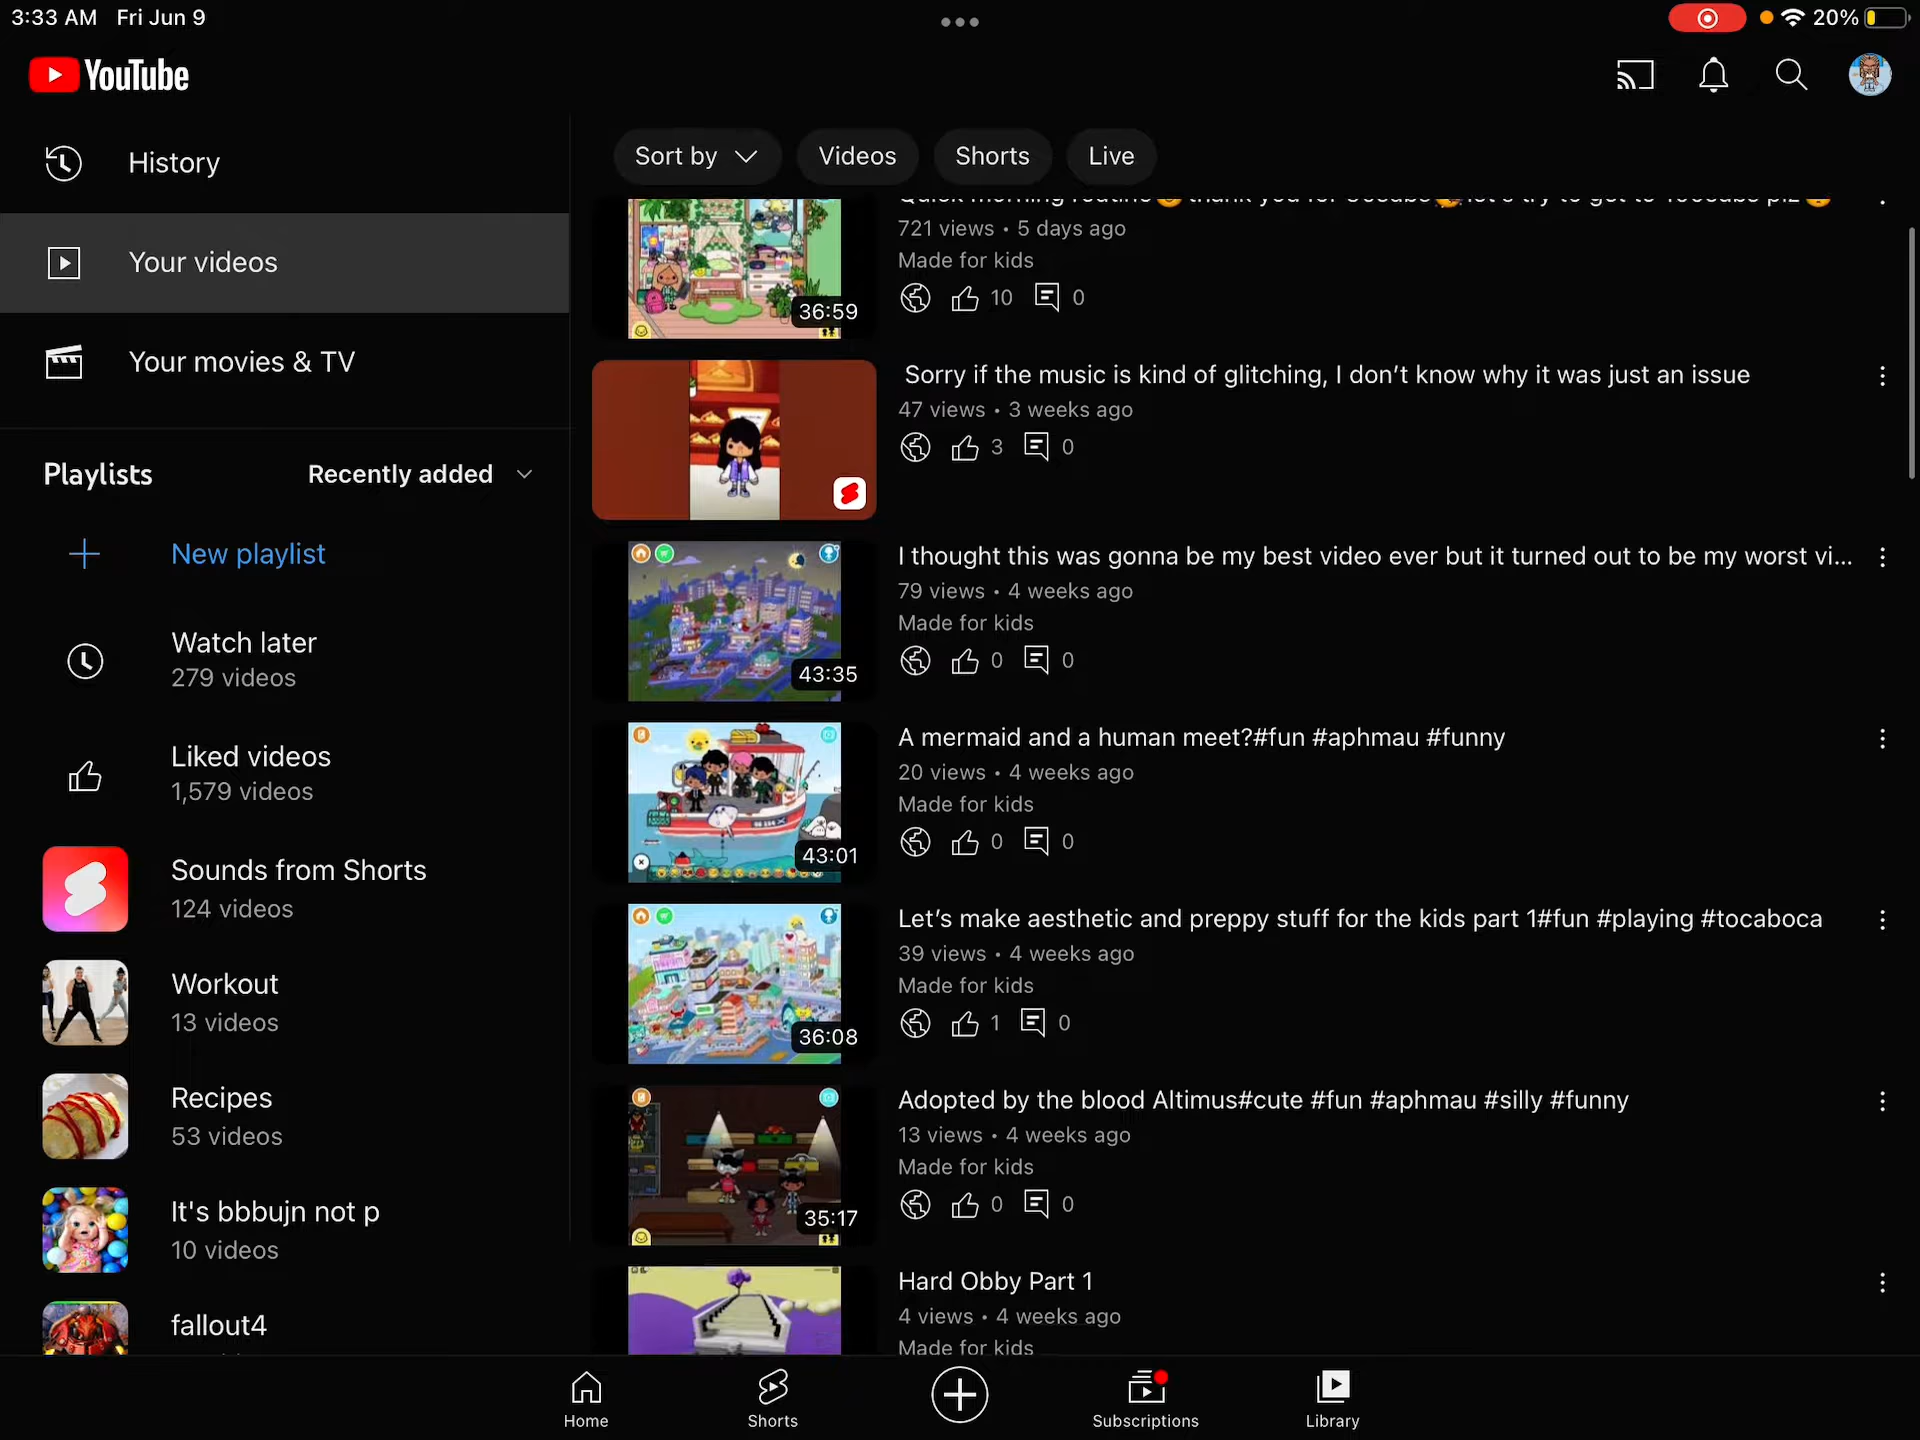 3:33 AM Fri Jun 9
20%
YouTube
History
Your videos
Your movies & TV
Playlists
Recently added
New playlist
Watch later
279 videos
Liked videos
1,579 videos
Sounds from Shorts
124 videos
Workout
13 videos
Recipes
53 videos
It's bbbujn not p
10 videos
fallout4
Sort by
Videos
Shorts
Live
Quick morning routine😊 thank you for
36:59
721 views • 5 days ago
Made for kids
10 0
Sorry if the music is kind of glitching, I don’t know why it was just an issue
47 views • 3 weeks ago
3 0
43:35
I thought this was gonna be my best video ever but it turned out to be my worst vi...
79 views • 4 weeks ago
Made for kids
0 0
43:01
A mermaid and a human meet?#fun #aphmau #funny
20 views • 4 weeks ago
Made for kids
0 0
36:08
Let’s make aesthetic and preppy stuff for the kids part 1#fun #playing #tocaboca
39 views • 4 weeks ago
Made for kids
1 0
35:17
Adopted by the blood Altimus#cute #fun #aphmau #silly #funny
13 views • 4 weeks ago
Made for kids
0 0
Hard Obby Part 1
4 views • 4 weeks ago
Made for kids
Home
Shorts
Subscriptions
Library